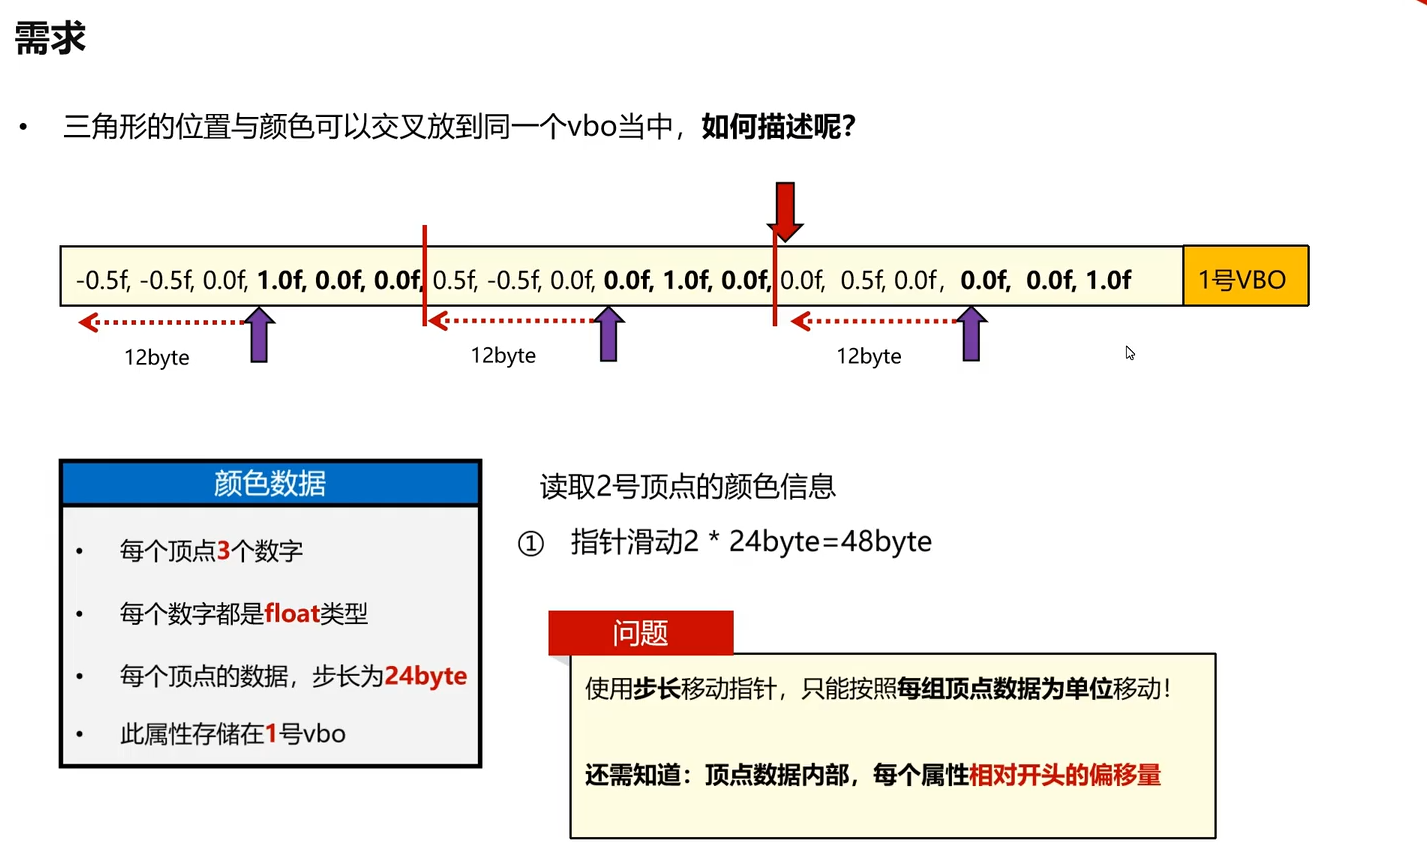 需求
• 三角形的位置与颜色可以交叉放到同一个vbo当中，如何描述呢？
-0.5f, -0.5f, 0.0f, 1.0f, 0.0f, 0.0f, 0.5f, -0.5f, 0.0f, 0.0f, 1.0f, 0.0f, 0.0f, 0.5f, 0.0f, 0.0f, 0.0f, 1.0f 1号VBO
12byte 12byte 12byte
颜色数据
• 每个顶点3个数字
• 每个数字都是float类型
• 每个顶点的数据，步长为24byte
• 此属性存储在1号vbo
读取2号顶点的颜色信息
① 指针滑动2 * 24byte=48byte
问题
使用步长移动指针，只能按照每组顶点数据为单位移动！
还需知道：顶点数据内部，每个属性相对开头的偏移量